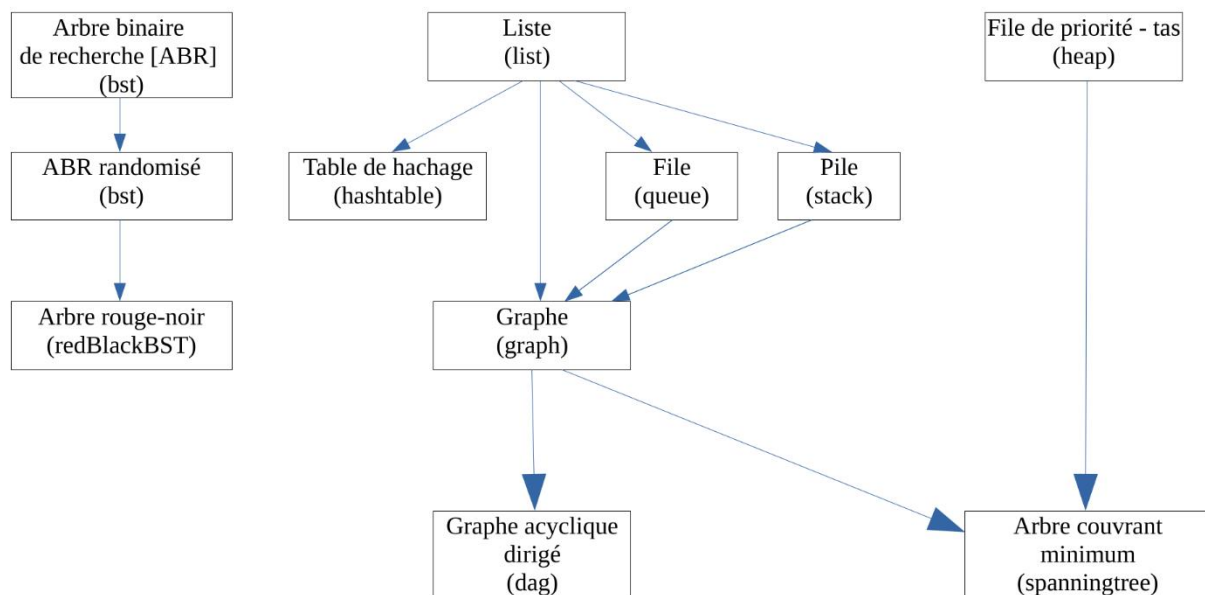 Arbre binaire
de recherche [ABR]
(bst)
Liste
(list)
File de priorité - tas
(heap)
ABR randomisé
(bst)
Table de hachage
(hashtable)
File
(queue)
Pile
(stack)
Arbre rouge-noir
(redBlackBST)
Graphe
(graph)
Graphe acyclique
dirigé
(dag)
Arbre couvrant
minimum
(spanningtree)